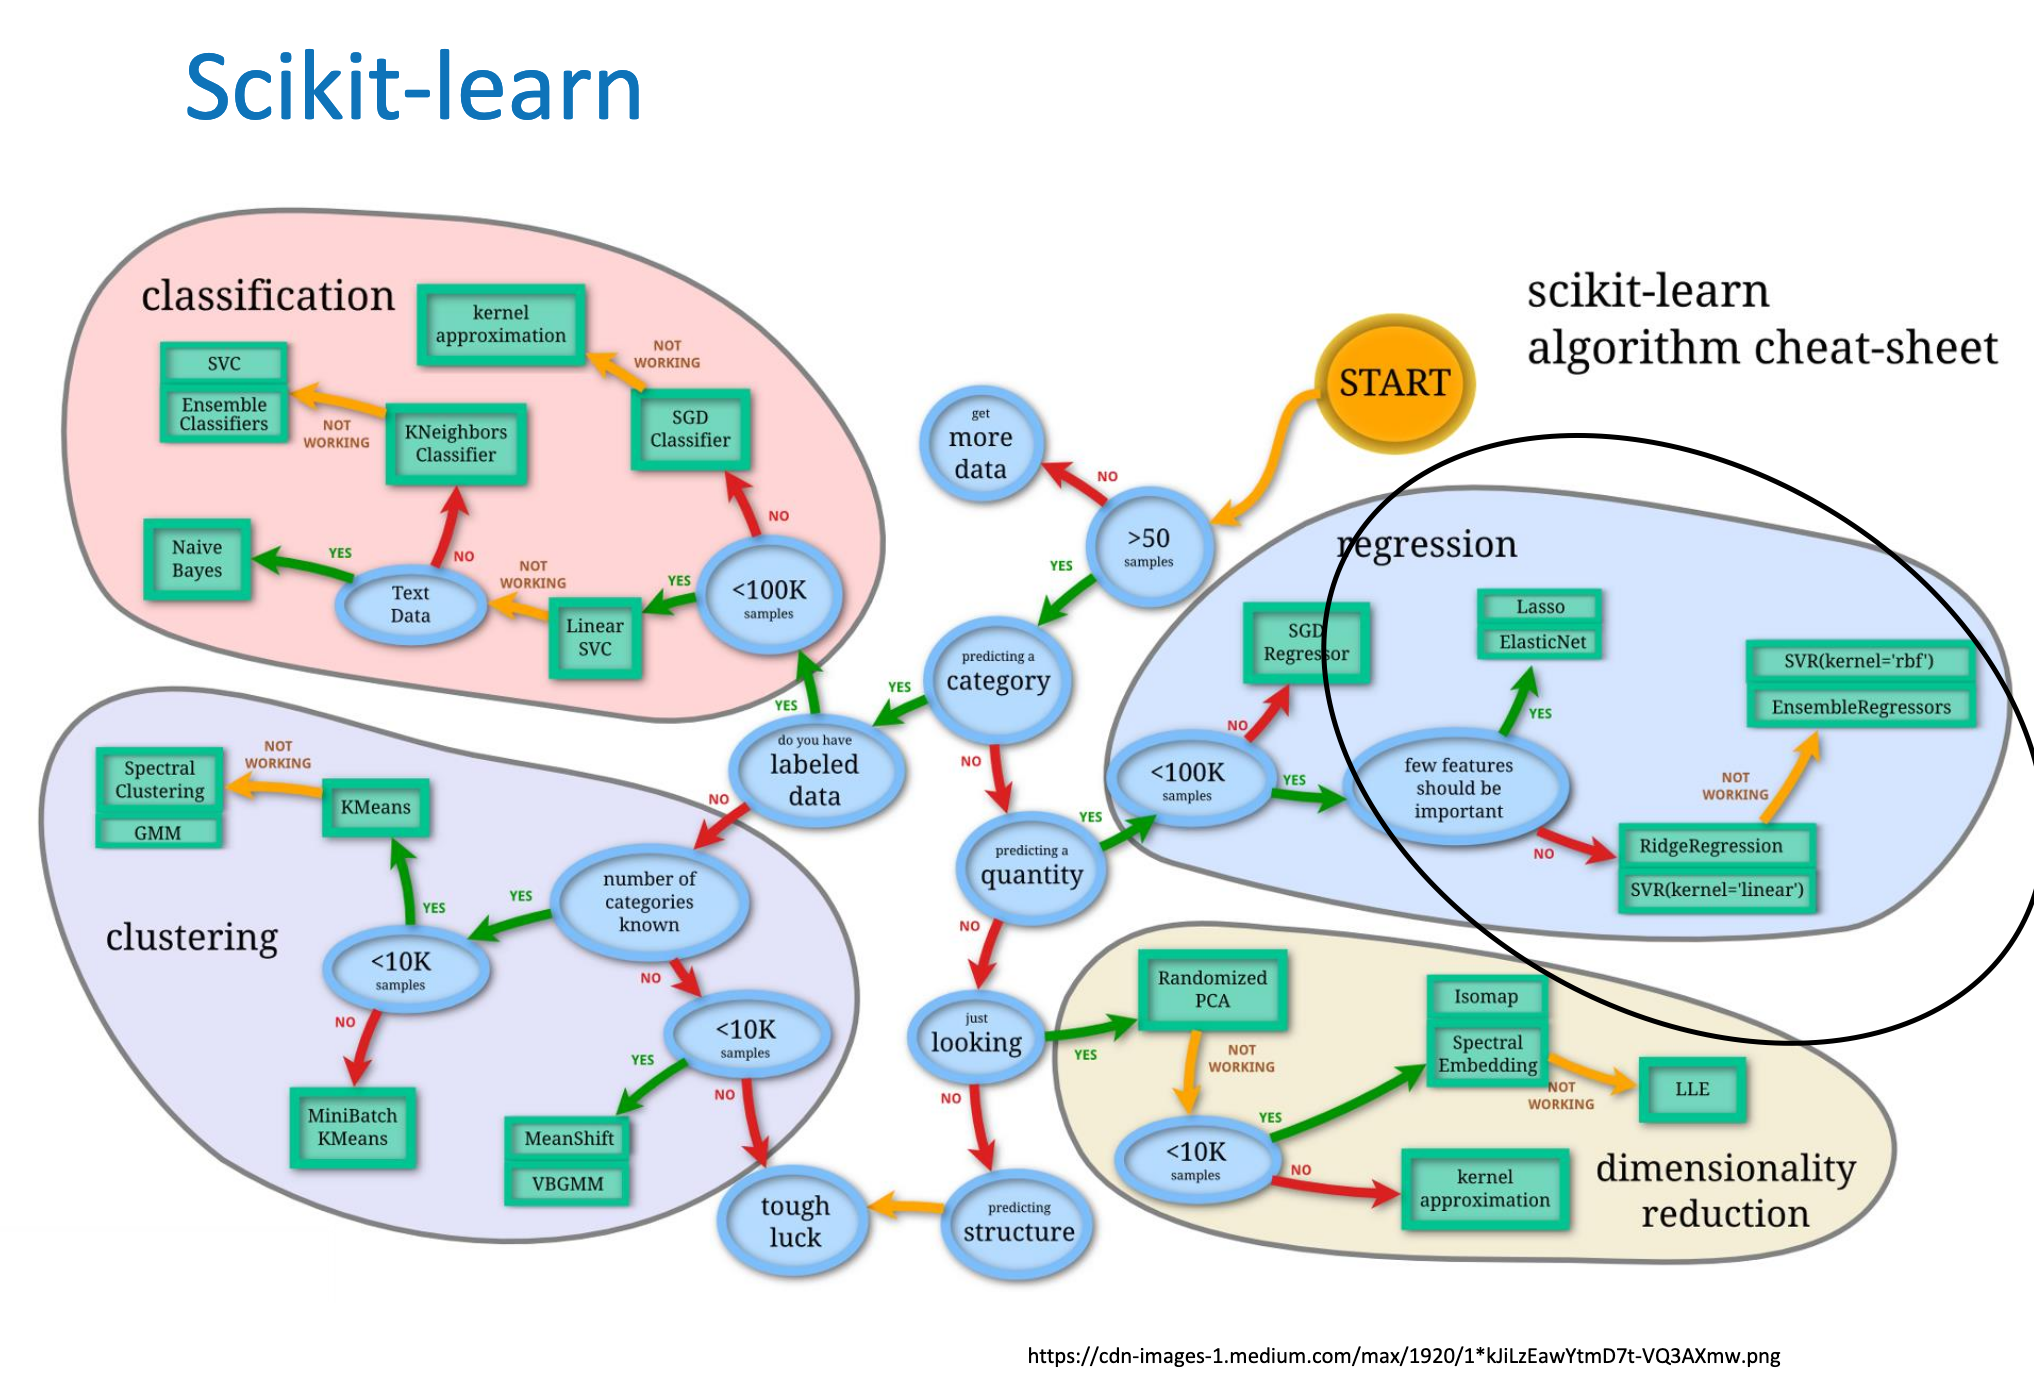 Scikit-learn
scikit-learn
algorithm cheat-sheet
START
get
more
data
NO
>50
samples
YES
predicting a
category
YES
NO
do you have
labeled
data
YES
NO
predicting a
quantity
YES
NO
just
looking
YES
NO
predicting
structure
tough
luck
classification
kernel
approximation
NOT
WORKING
SGD
Classifier
NO
<100K
samples
YES
Linear
SVC
NOT
WORKING
Text
Data
YES
Naive
Bayes
NO
KNeighbors
Classifier
NOT
WORKING
SVC
Ensemble
Classifiers
regression
SGD
Regressor
NO
<100K
samples
YES
few features
should be
important
YES
Lasso
ElasticNet
NO
RidgeRegression
SVR(kernel='linear')
NOT
WORKING
SVR(kernel='rbf')
EnsembleRegressors
clustering
number of
categories
known
YES
NO
<10K
samples
YES
KMeans
NOT
WORKING
Spectral
Clustering
GMM
NO
MiniBatch
KMeans
<10K
samples
YES
MeanShift
VBGMM
NO
dimensionality
reduction
Randomized
PCA
NOT
WORKING
<10K
samples
YES
Isomap
Spectral
Embedding
NOT
WORKING
LLE
NO
kernel
approximation
https://cdn-images-1.medium.com/max/1920/1*kJiLzEawYtmD7t-VQ3AXmw.png